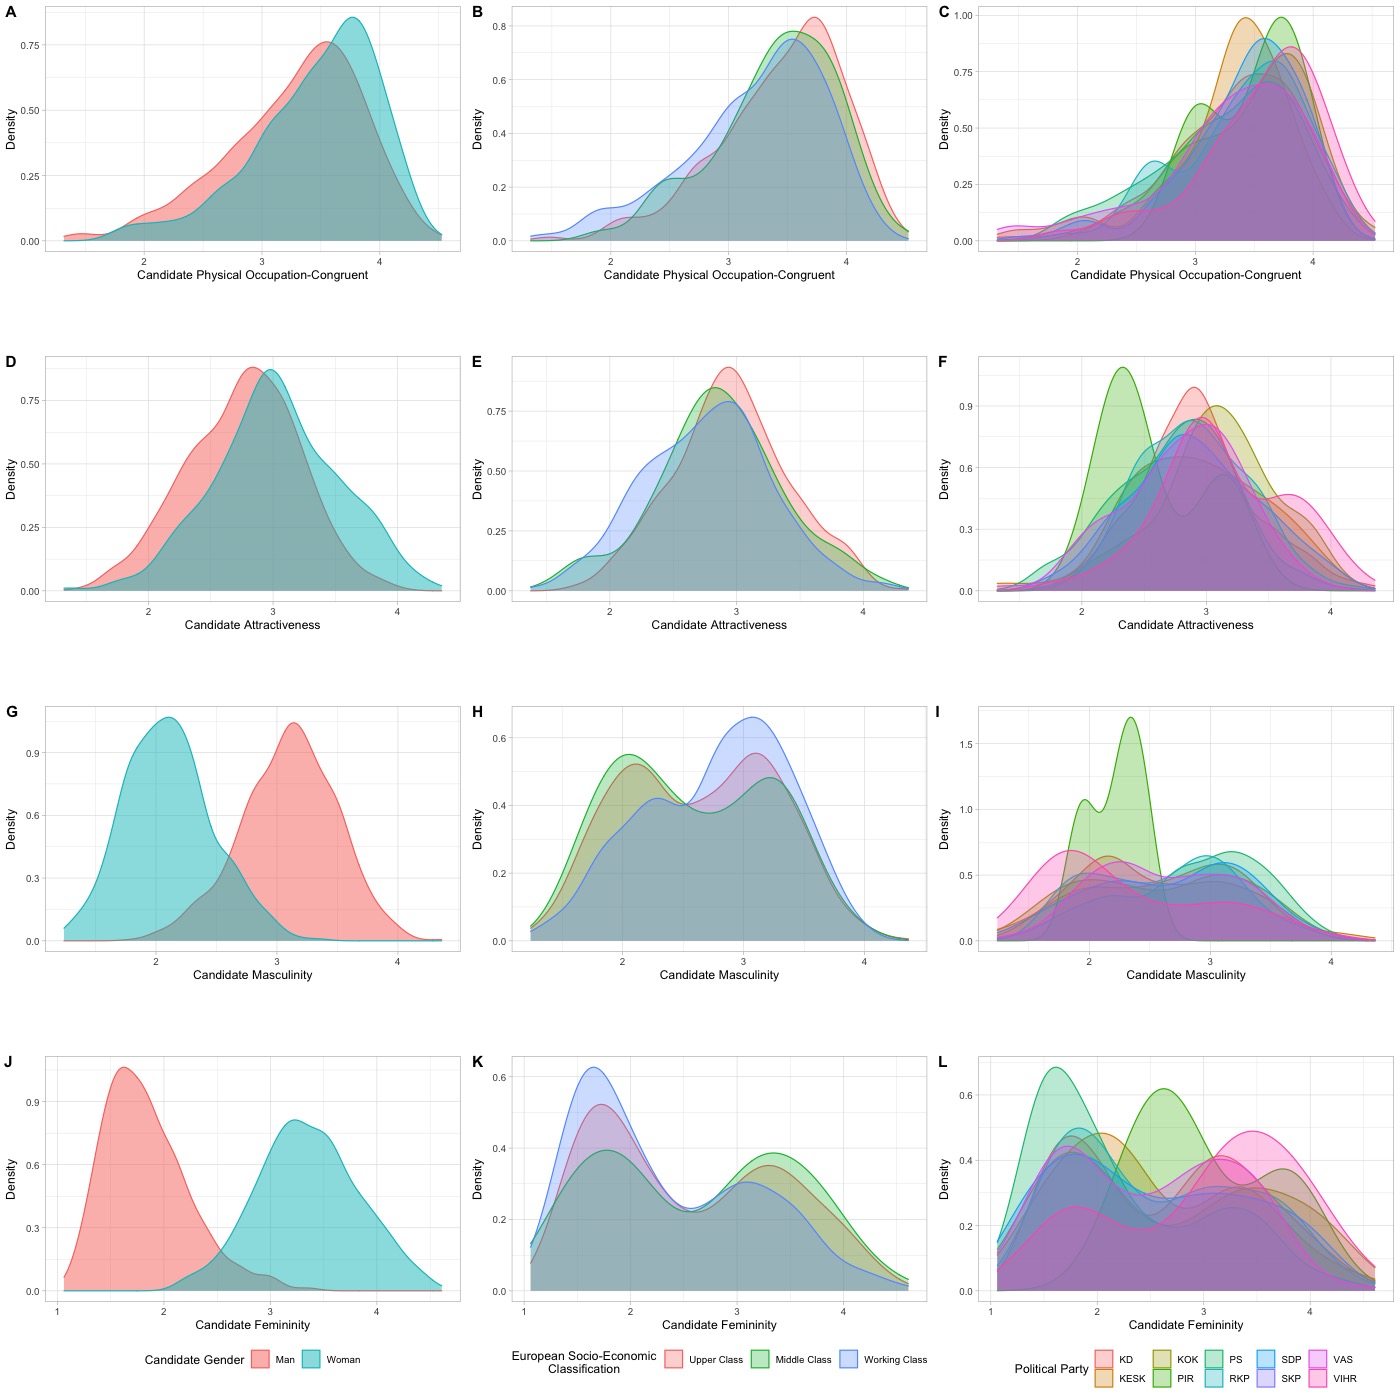 A
Density
0.75
0.50
0.25
0.00
2 3 4
Candidate Physical Occupation-Congruent
B
Density
0.8
0.6
0.4
0.2
0.0
2 3 4
Candidate Physical Occupation-Congruent
C
Density
1.00
0.75
0.50
0.25
0.00
2 3 4
Candidate Physical Occupation-Congruent
D
Density
0.75
0.50
0.25
0.00
2 3 4
Candidate Attractiveness
E
Density
0.75
0.50
0.25
0.00
2 3 4
Candidate Attractiveness
F
Density
0.9
0.6
0.3
0.0
2 3 4
Candidate Attractiveness
G
Density
0.9
0.6
0.3
0.0
2 3 4
Candidate Masculinity
H
Density
0.6
0.4
0.2
0.0
2 3 4
Candidate Masculinity
I
Density
1.5
1.0
0.5
0.0
2 3 4
Candidate Masculinity
J
Density
0.9
0.6
0.3
0.0
1 2 3 4
Candidate Femininity
K
Density
0.6
0.4
0.2
0.0
1 2 3 4
Candidate Femininity
L
Density
0.6
0.4
0.2
0.0
1 2 3 4
Candidate Femininity
Candidate Gender Man Woman
European Socio-Economic
Classification
Upper Class Middle Class Working Class
Political Party
KD KOK PS SDP VAS
KESK PIR RKP SKP VIHR